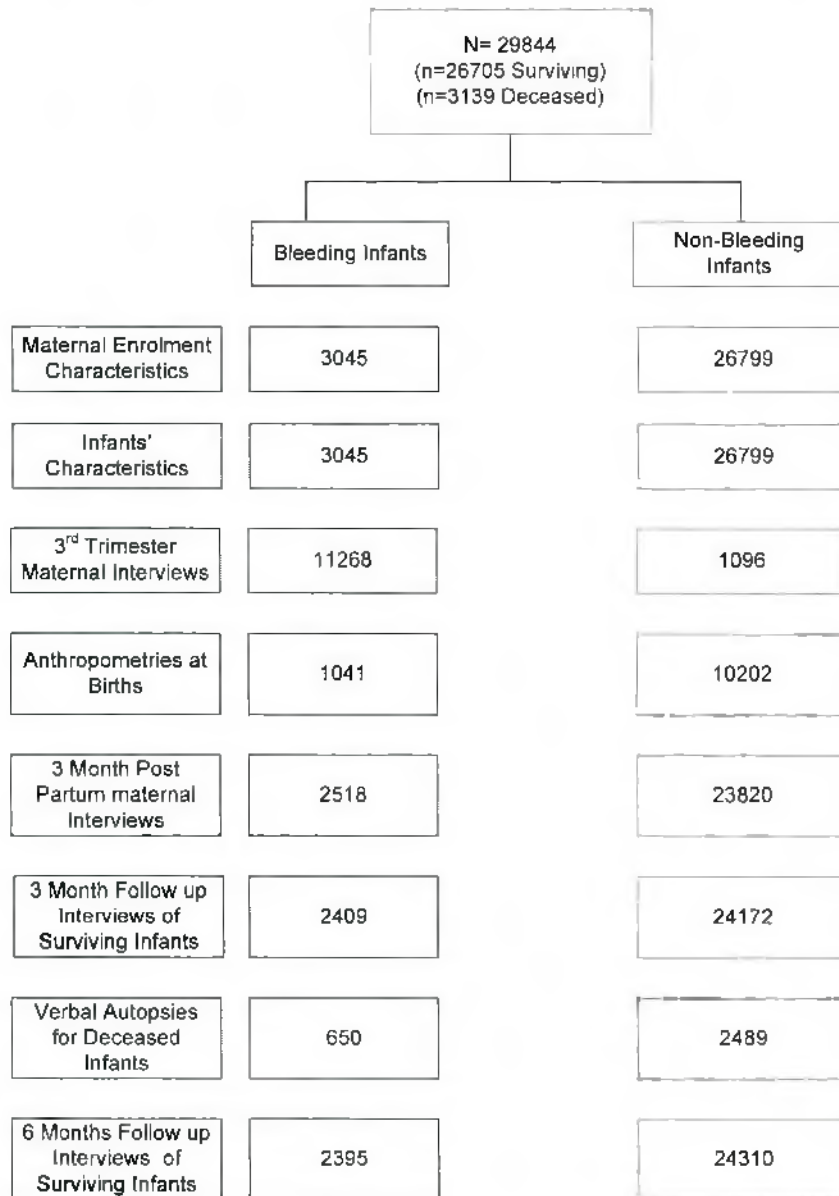 N= 29844
(n=26705 Surviving)
(n=3139 Deceased)
Bleeding Infants
Non-Bleeding
Infants
Maternal Enrolment
Characteristics
3045
26799
Infants'
Characteristics
3045
26799
3rd Trimester
Maternal Interviews
11268
1096
Anthropometries at
Births
1041
10202
3 Month Post
Partum maternal
Interviews
2518
23820
3 Month Follow up
Interviews of
Surviving Infants
2409
24172
Verbal Autopsies
for Deceased
Infants
650
2489
6 Months Follow up
Interviews of
Surviving Infants
2395
24310